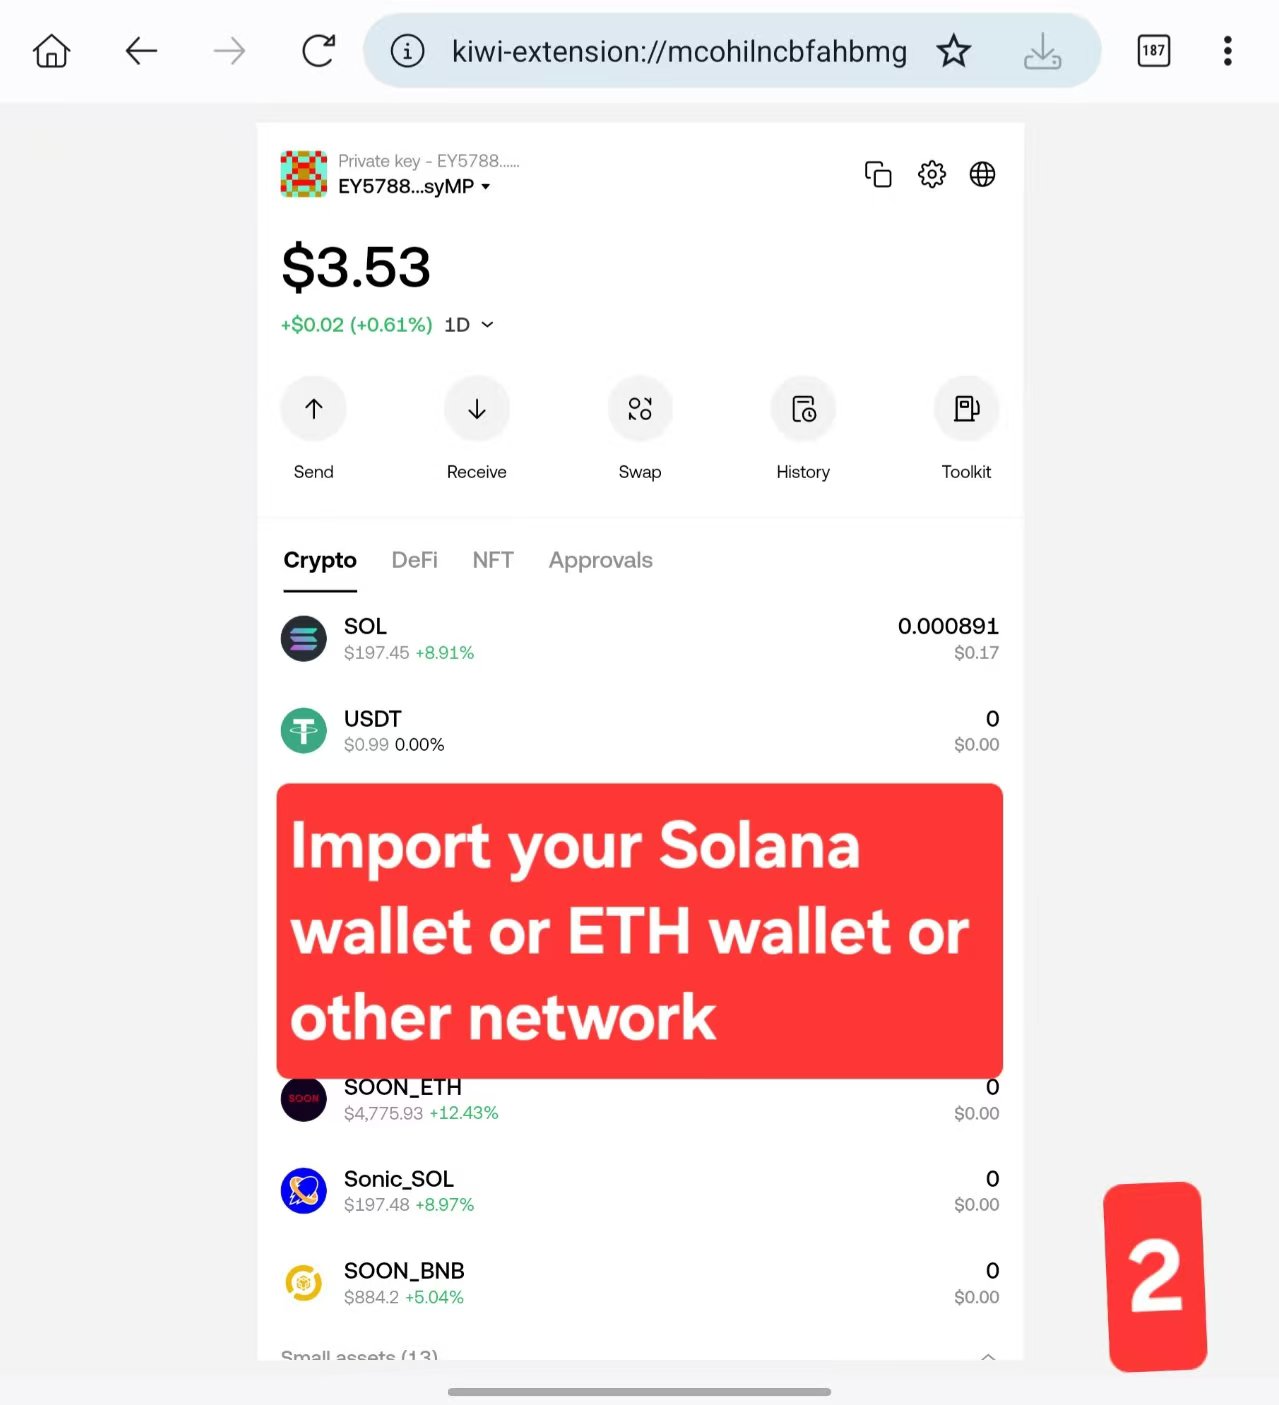 kiwi-extension://mcohilncbfahbmg
187
Private key - EY5788......
EY5788...syMP
$3.53
+$0.02 (+0.61%) 1D
Send Receive Swap History Toolkit
Crypto DeFi NFT Approvals
SOL 0.000891
$197.45 +8.91% $0.17
USDT 0
$0.99 0.00% $0.00
Import your Solana
wallet or ETH wallet or
other network
SOON
SOON_ETH 0
$4,775.93 +12.43% $0.00
Sonic_SOL 0
$197.48 +8.97% $0.00
SOON_BNB 0
$884.2 +5.04% $0.00
Small assets (13)
2